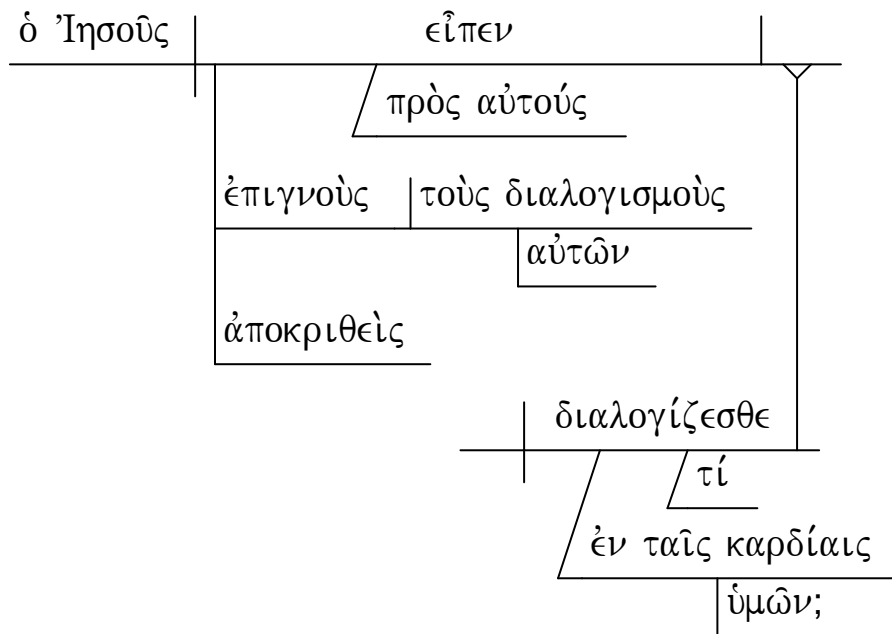 ὁ Ἰησοῦς εἶπεν
πρὸς αὐτούς
ἐπιγνοὺς τοὺς διαλογισμοὺς
αὐτῶν
ἀποκριθεὶς
διαλογίζεσθε
τί
ἐν ταῖς καρδίαις
ὑμῶν;